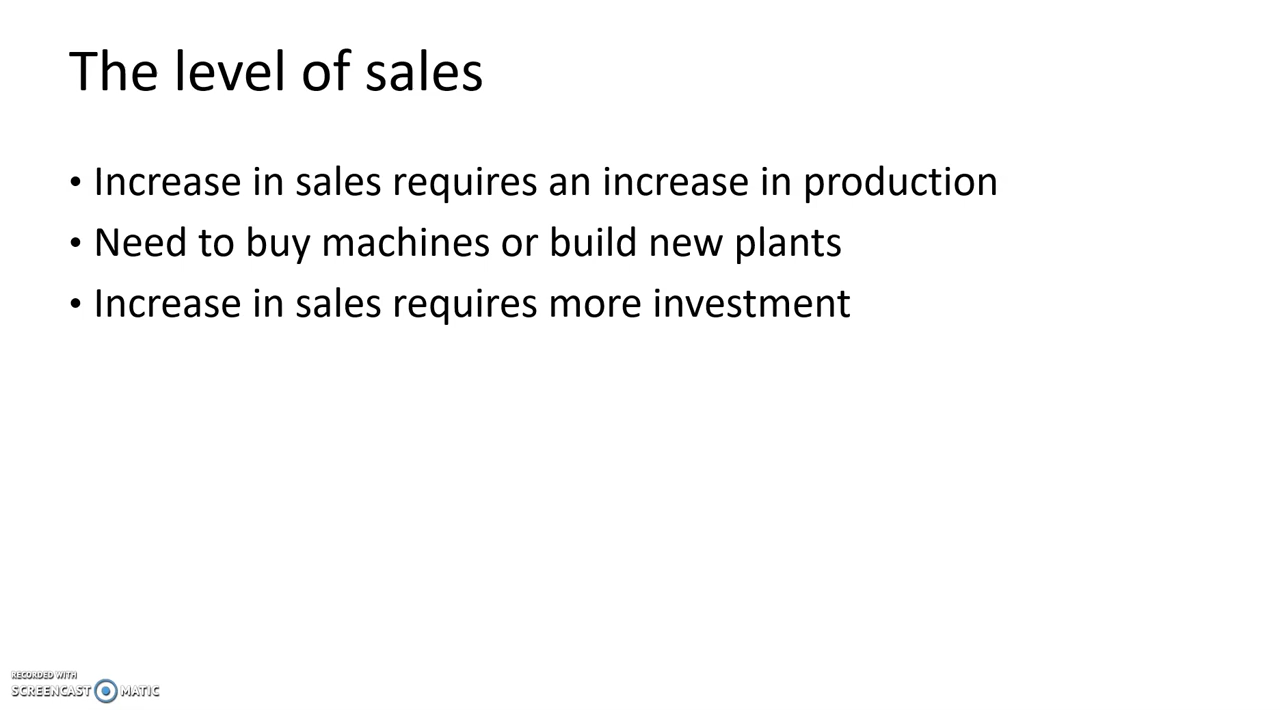 The level of sales
• Increase in sales requires an increase in production
• Need to buy machines or build new plants
• Increase in sales requires more investment
RECORDED WITH
SCREENCAST MATIC